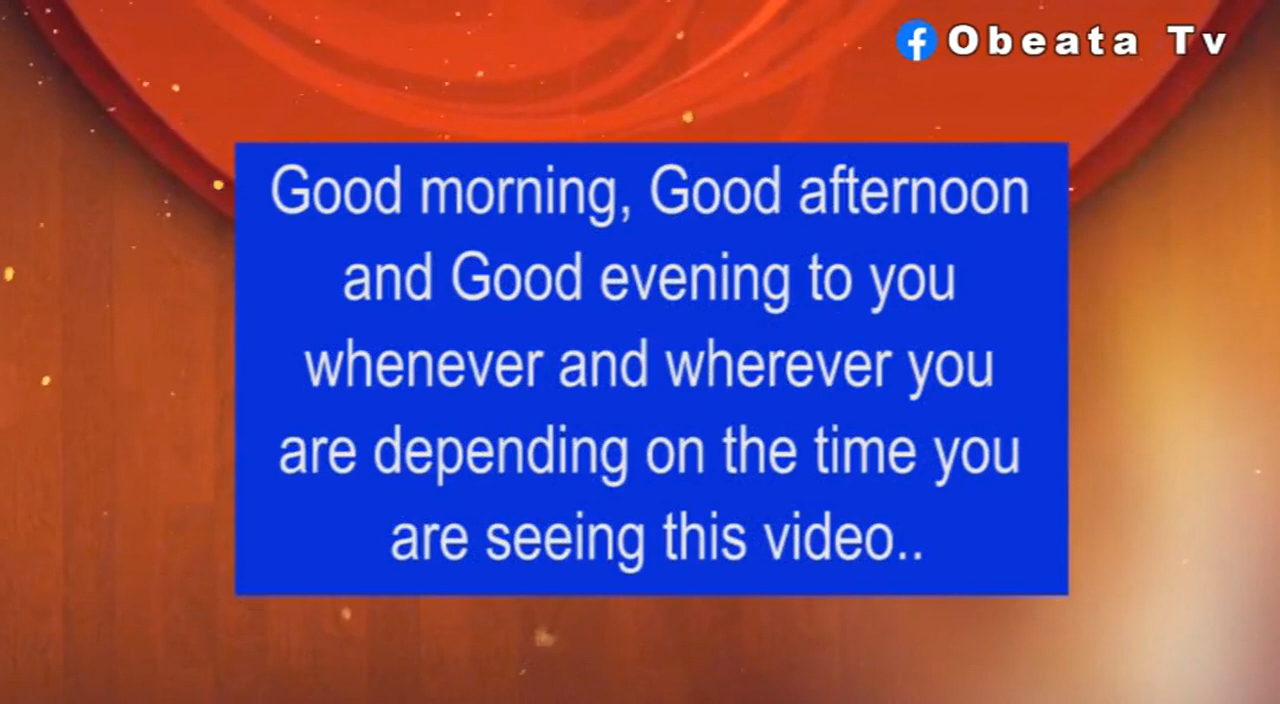 Obeata Tv
Good morning, Good afternoon
and Good evening to you
whenever and wherever you
are depending on the time you
are seeing this video..